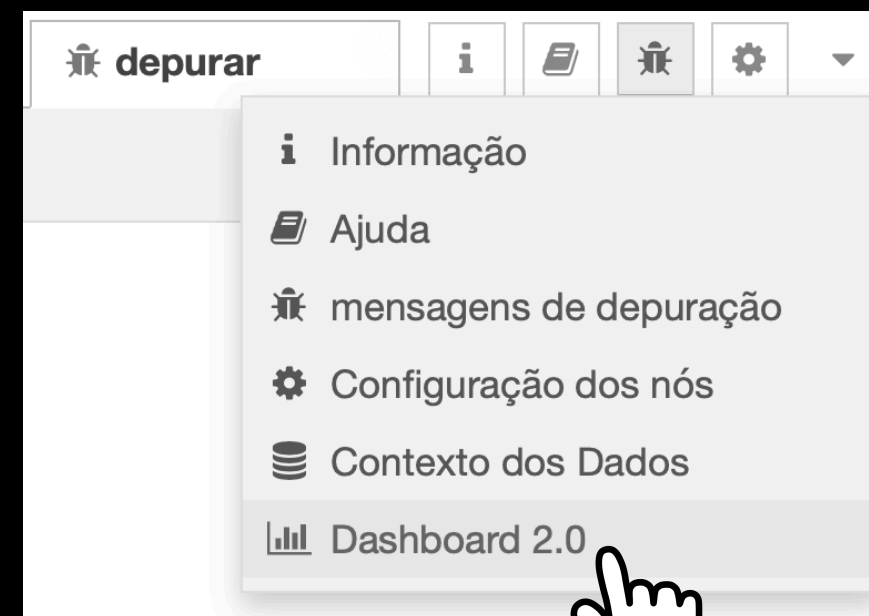 depurar
Informação
Ajuda
mensagens de depuração
Configuração dos nós
Contexto dos Dados
Dashboard 2.0